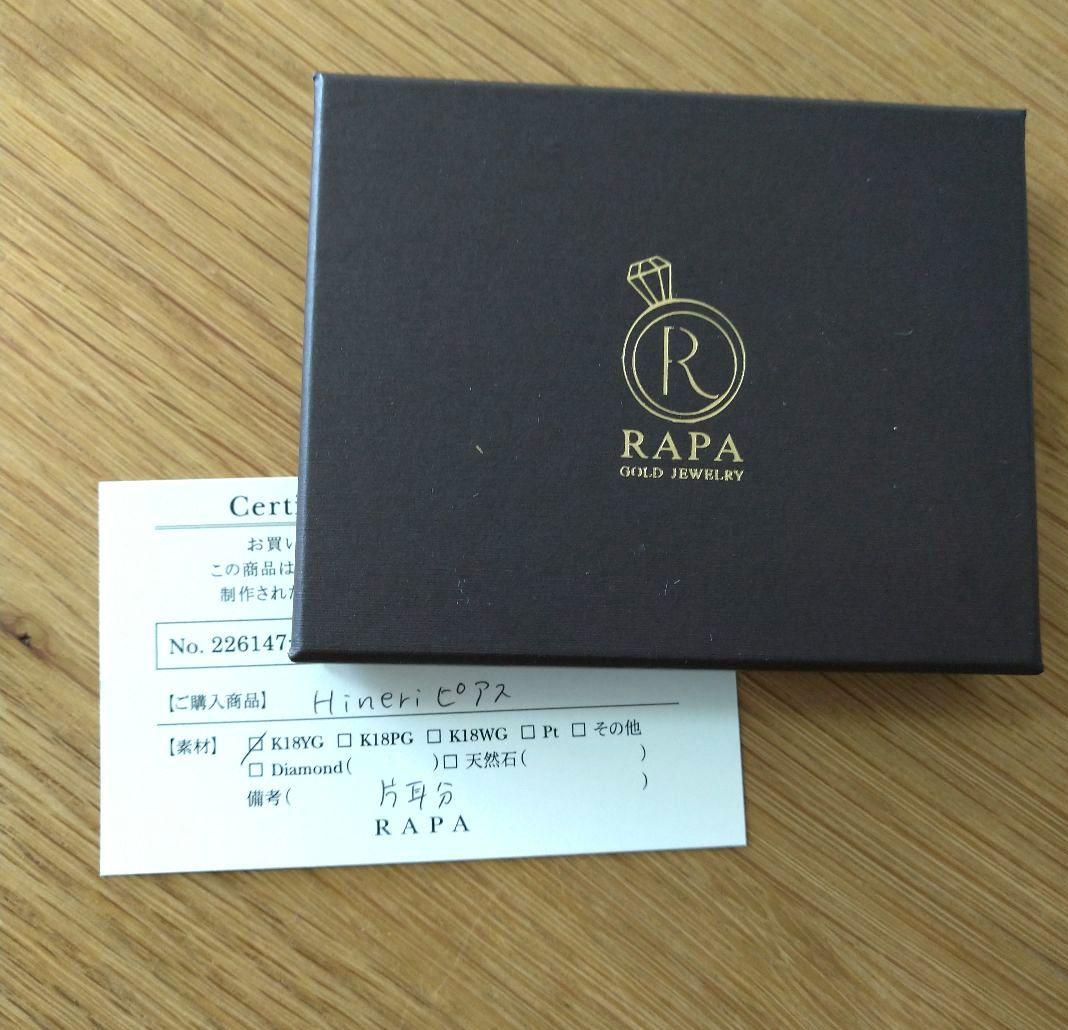 R
RAPA
GOLD JEWELRY
Certi
お買い
この商品は
制作された
No. 226147
【ご購入商品】 Hineri ピアス
【素材】 ☑ K18YG ☐ K18PG ☐ K18WG ☐ Pt ☐ その他
☐ Diamond( )☐ 天然石( )
備考( 片耳分 )
RAPA